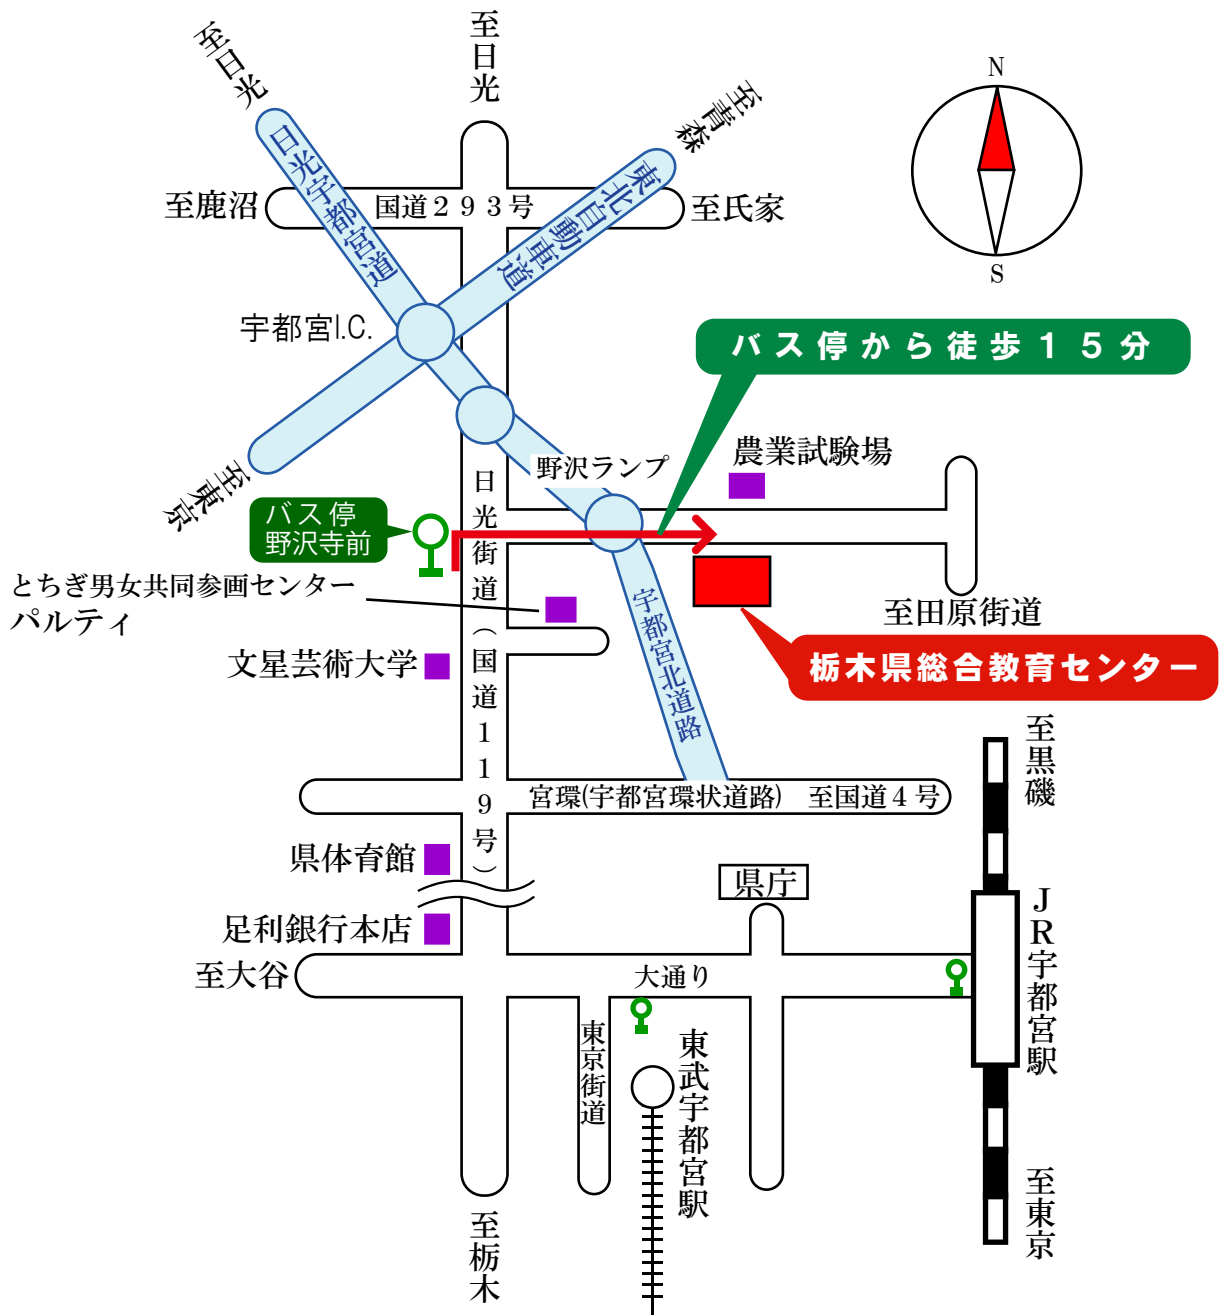 至日光
至日光
至青森
N
日光宇都宮道
東北自動車道
至鹿沼
国道２９３号
至氏家
S
宇都宮I.C.
バス停から徒歩１５分
至東京
野沢ランプ
農業試験場
バス停
野沢寺前
日光街道（国道１１９号）
とちぎ男女共同参画センター
パルティ
宇都宮北道路
至田原街道
文星芸術大学
栃木県総合教育センター
至黒磯
宮環(宇都宮環状道路)　至国道４号
県体育館
県庁
ＪＲ宇都宮駅
足利銀行本店
至大谷
大通り
東京街道
東武宇都宮駅
至東京
至栃木